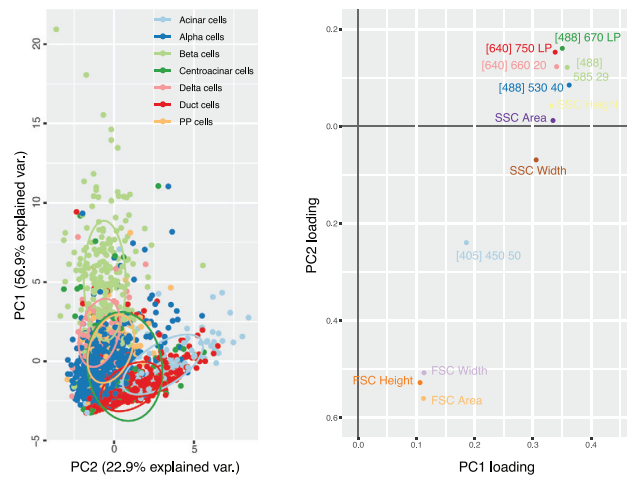 Acinar cells
Alpha cells
Beta cells
Centroacinar cells
Delta cells
Duct cells
PP cells
20
15
10
5
0
-5
0
5
PC1 (56.9% explained var.)
PC2 (22.9% explained var.)
[488] 670 LP
[640] 750 LP
[640] 660 20
[488]
585 29
[488] 530 40
SSC Height
SSC Area
SSC Width
[405] 450 50
FSC Width
FSC Height
FSC Area
0.2
0.0
0.2
0.4
0.6
0.0
0.1
0.2
0.3
0.4
PC2 loading
PC1 loading